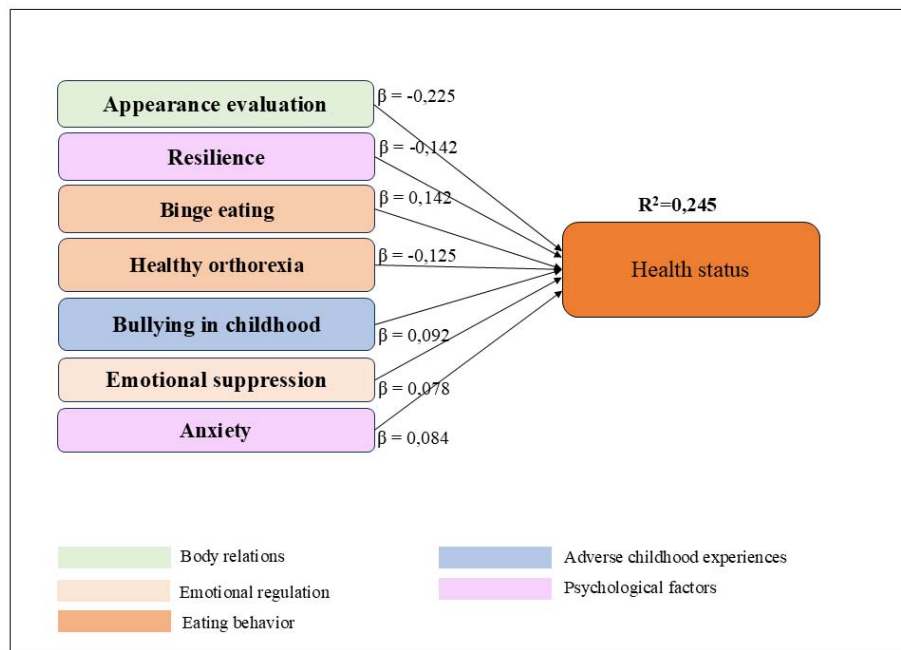 Appearance evaluation
β = -0,225
Resilience
β = -0,142
Binge eating
β = 0,142
Healthy orthorexia
β = -0,125
Bullying in childhood
β = 0,092
Emotional suppression
β = 0,078
Anxiety
β = 0,084
R²=0,245
Health status
Body relations
Emotional regulation
Eating behavior
Adverse childhood experiences
Psychological factors